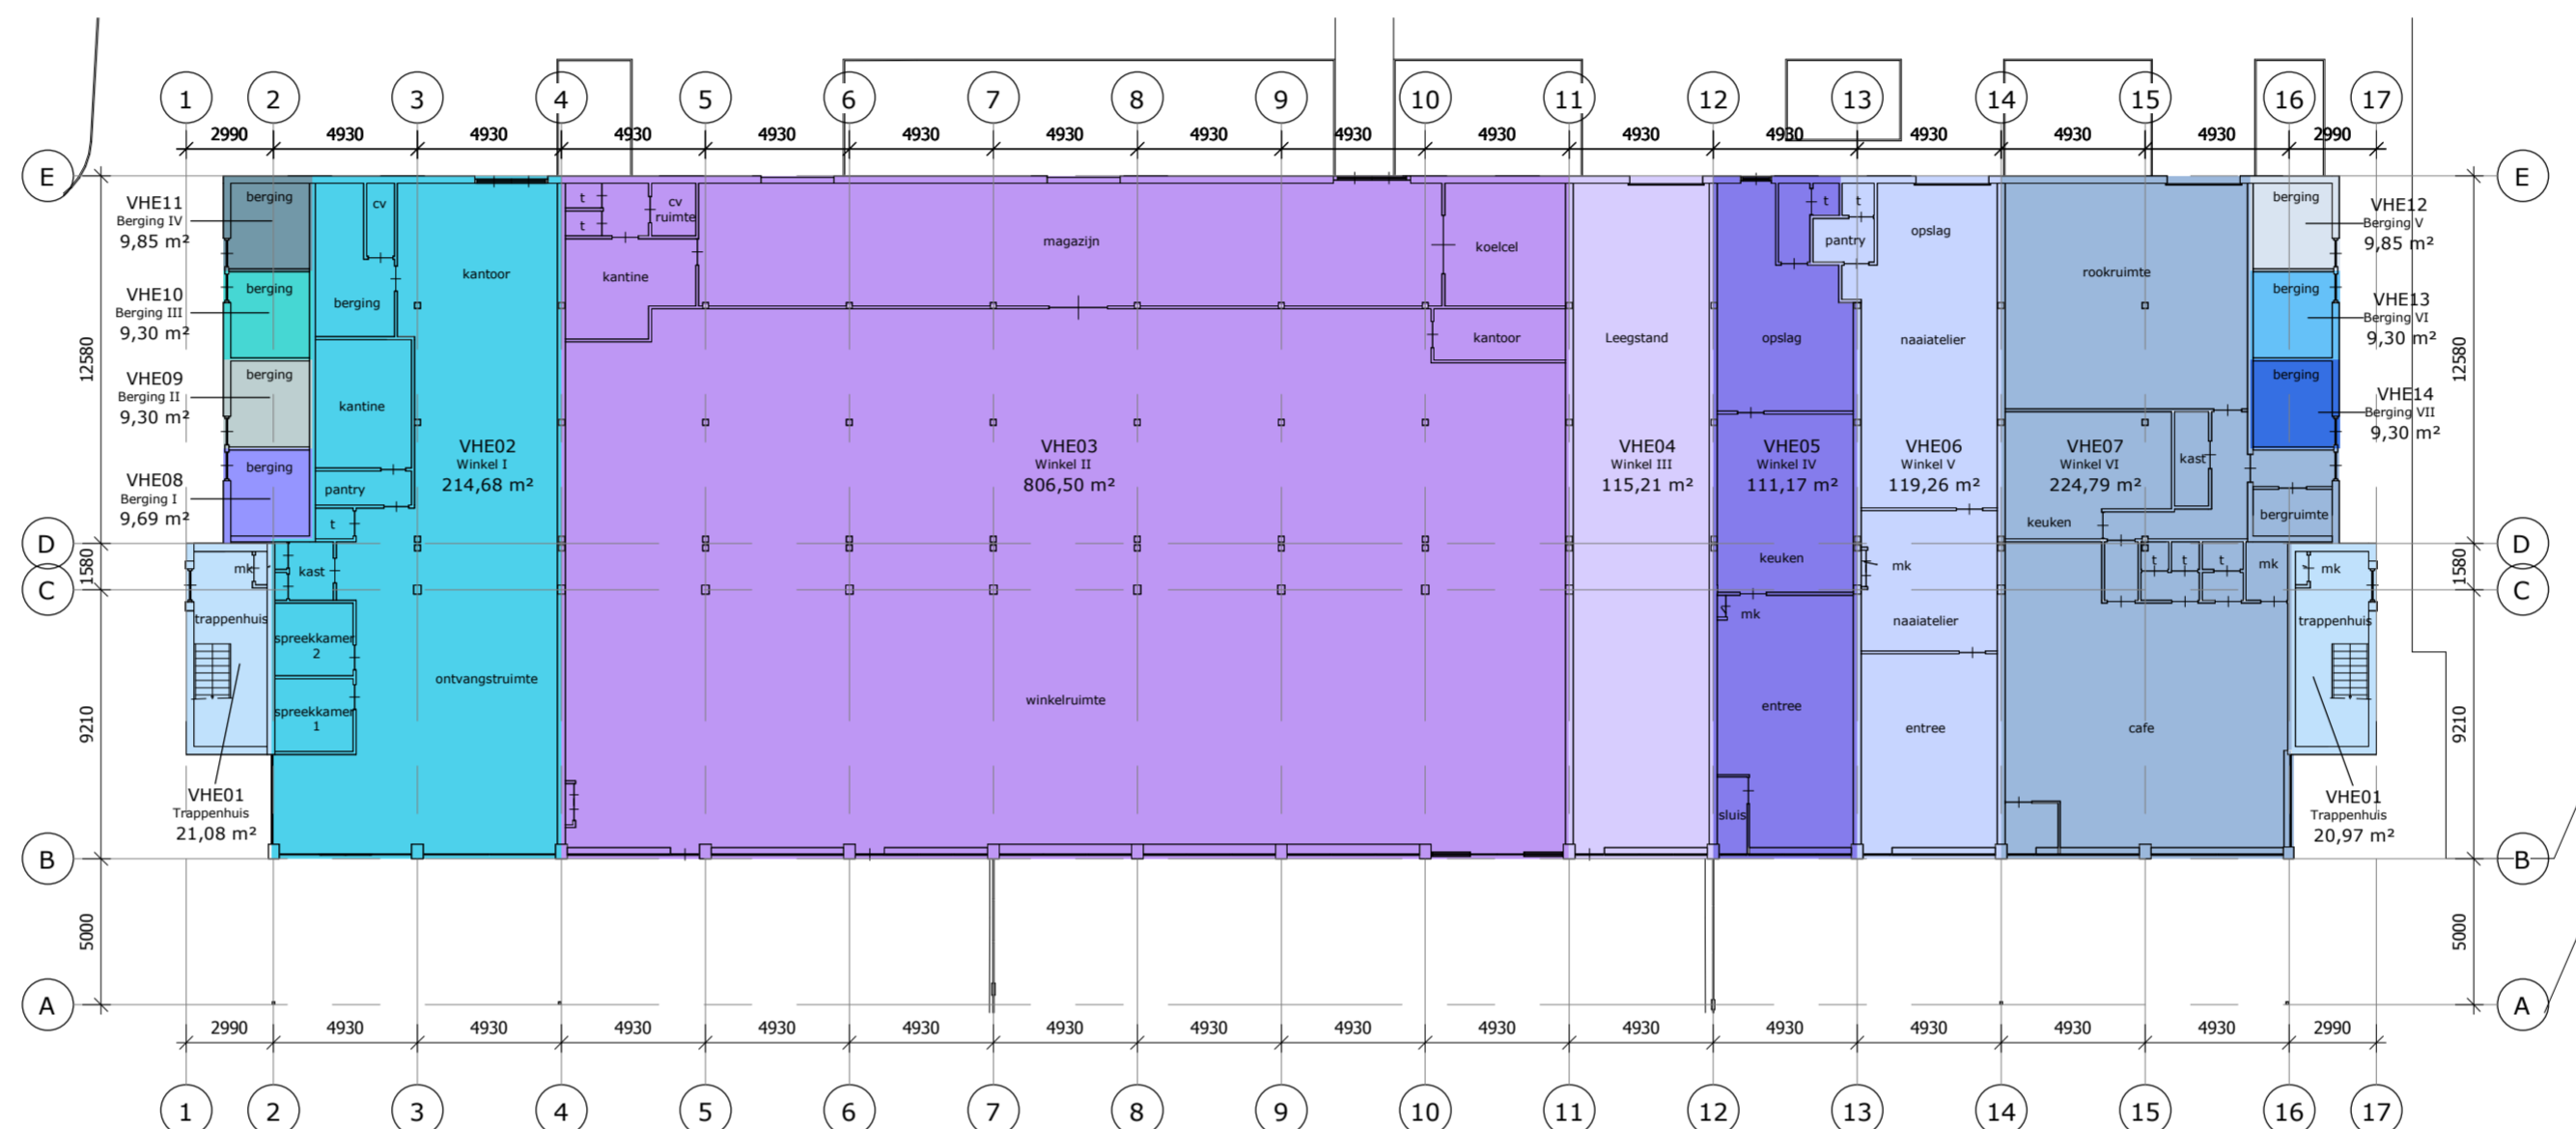 1 2 3 4 5 6 7 8 9 10 11 12 13 14 15 16 17
2990 4930 4930 4930 4930 4930 4930 4930 4930 4930 4930 4930 4930 4930 4930 2990
E E
12580 12580
D D
1580 1580
C C
9210 9210
B B
5000 5000
A A
VHE11
Berging IV
9,85 m²
berging
VHE10
Berging III
9,30 m²
berging
VHE09
Berging II
9,30 m²
berging
VHE08
Berging I
9,69 m²
berging
mk
trappenhuis
VHE01
Trappenhuis
21,08 m²
cv
berging
kantoor
kantine
VHE02
Winkel I
214,68 m²
pantry
t
kast
spreekkamer
2
spreekkamer
1
ontvangstruimte
t
t
cv
ruimte
kantine
magazijn
koelcel
kantoor
VHE03
Winkel II
806,50 m²
winkelruimte
Leegstand
VHE04
Winkel III
115,21 m²
t
opslag
VHE05
Winkel IV
111,17 m²
keuken
mk
entree
sluis
t
pantry
opslag
naaiatelier
VHE06
Winkel V
119,26 m²
mk
naaiatelier
entree
rookruimte
VHE07
Winkel VI
224,79 m²
kast
keuken
bergruimte
t t t mk
cafe
berging
VHE12
Berging V
9,85 m²
berging
VHE13
Berging VI
9,30 m²
berging
VHE14
Berging VII
9,30 m²
mk
trappenhuis
VHE01
Trappenhuis
20,97 m²
2990 4930 4930 4930 4930 4930 4930 4930 4930 4930 4930 4930 4930 4930 4930 2990
1 2 3 4 5 6 7 8 9 10 11 12 13 14 15 16 17